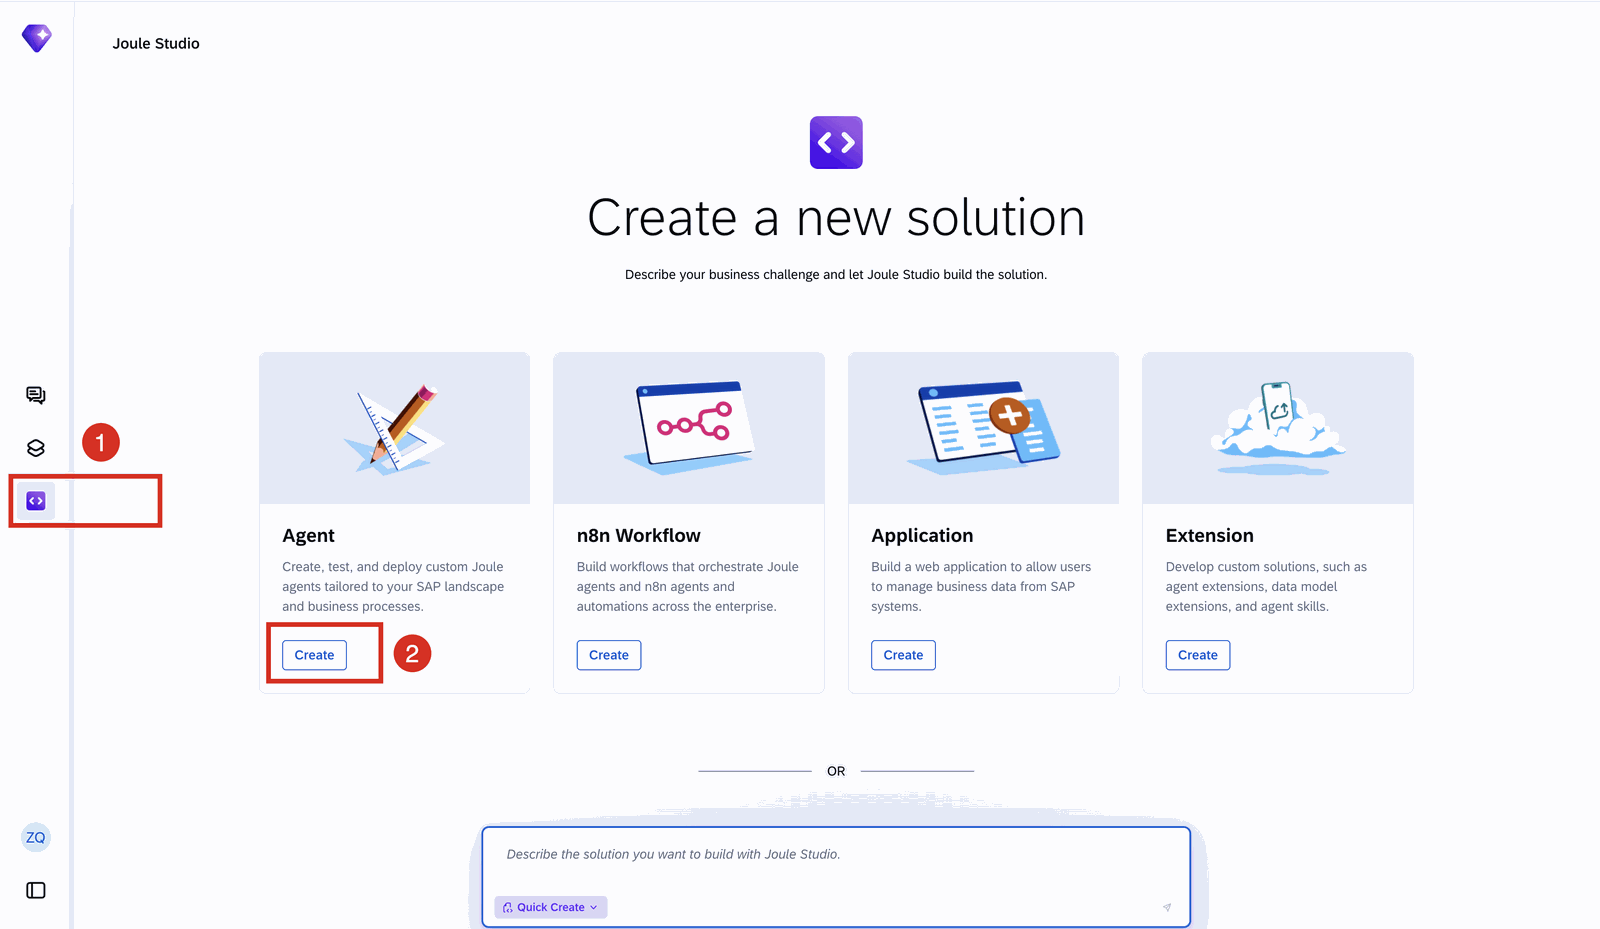 Joule Studio
Create a new solution
Describe your business challenge and let Joule Studio build the solution.
1
Agent
Create, test, and deploy custom Joule
agents tailored to your SAP landscape
and business processes.
Create
2
n8n Workflow
Build workflows that orchestrate Joule
agents and n8n agents and
automations across the enterprise.
Create
Application
Build a web application to allow users
to manage business data from SAP
systems.
Create
Extension
Develop custom solutions, such as
agent extensions, data model
extensions, and agent skills.
Create
OR
Describe the solution you want to build with Joule Studio.
Quick Create
ZQ